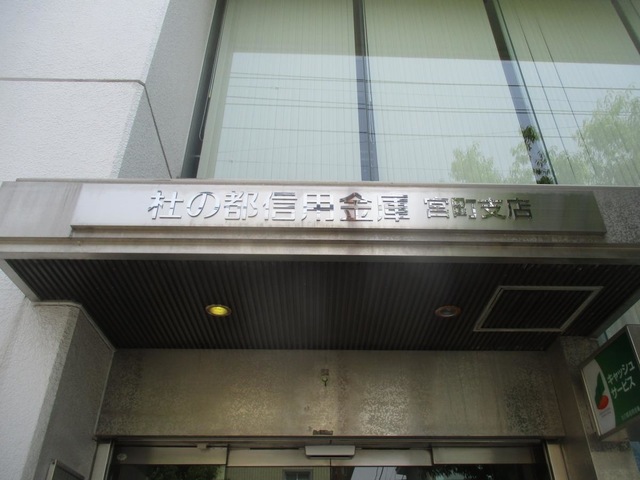 杜の都信用金庫 宮町支店
キャッシュ
サービス